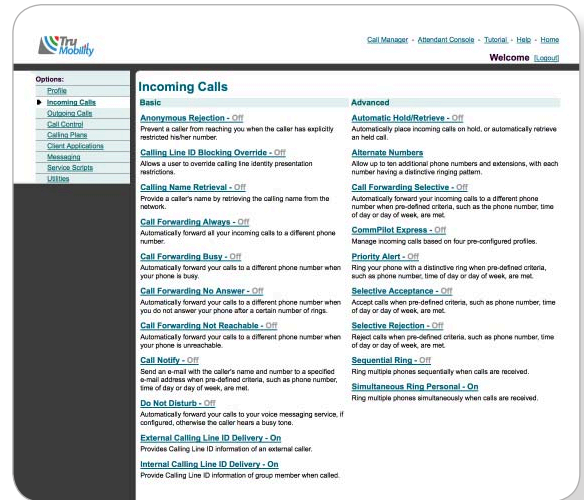 Tru
Mobility
Call Manager - Attendant Console - Tutorial - Help - Home
Welcome [Logout]
Options:
Profile
Incoming Calls
Outgoing Calls
Call Control
Calling Plans
Client Applications
Messaging
Service Scripts
Utilities
Incoming Calls
Basic
Anonymous Rejection - Off
Prevent a caller from reaching you when the caller has explicitly
restricted his/her number.
Calling Line ID Blocking Override - Off
Allows a user to override calling line identity presentation
restrictions.
Calling Name Retrieval - Off
Provide a caller's name by retrieving the calling name from the
network.
Call Forwarding Always - Off
Automatically forward all your incoming calls to a different phone
number.
Call Forwarding Busy - Off
Automatically forward your calls to a different phone number when
your phone is busy.
Call Forwarding No Answer - Off
Automatically forward your calls to a different phone number when
you do not answer your phone after a certain number of rings.
Call Forwarding Not Reachable - Off
Automatically forward your calls to a different phone number when
your phone is unreachable.
Call Notify - Off
Send an e-mail with the caller's name and number to a specified
e-mail address when pre-defined criteria, such as phone number,
time of day or day of week, are met.
Do Not Disturb - Off
Automatically forward your calls to your voice messaging service, if
configured, otherwise the caller hears a busy tone.
External Calling Line ID Delivery - On
Provide Calling Line ID information of an external caller.
Internal Calling Line ID Delivery - On
Provide Calling Line ID information of group member when called.
Advanced
Automatic Hold/Retrieve - Off
Automatically place incoming calls on hold, or automatically retrieve
an held call.
Alternate Numbers
Allow up to ten additional phone numbers and extensions, with each
number having a distinctive ringing pattern.
Call Forwarding Selective - Off
Automatically forward your incoming calls to a different phone
number when pre-defined criteria, such as the phone number, time
of day or day of week, are met.
CommPilot Express - Off
Manage incoming calls based on four pre-configured profiles.
Priority Alert - Off
Ring your phone with a distinctive ring when pre-defined criteria,
such as phone number, time of day or day of week, are met.
Selective Acceptance - Off
Accept calls when pre-defined criteria, such as phone number, time
of day or day of week, are met.
Selective Rejection - Off
Reject calls when pre-defined criteria, such as phone number, time
of day or day of week, are met.
Sequential Ring - Off
Ring multiple phones sequentially when calls are received.
Simultaneous Ring Personal - On
Ring multiple phones simultaneously when calls are received.